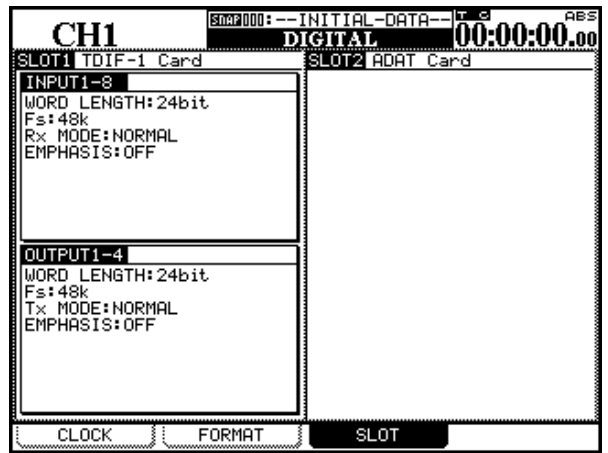 CH1
SNAP000:--INITIAL-DATA--
DIGITAL
TC
ABS
00:00:00.00
SLOT1 TDIF-1 Card
INPUT1-8
WORD LENGTH:24bit
Fs:48k
Rx MODE:NORMAL
EMPHASIS:OFF
OUTPUT1-4
WORD LENGTH:24bit
Fs:48k
Tx MODE:NORMAL
EMPHASIS:OFF
SLOT2 ADAT Card
CLOCK
FORMAT
SLOT